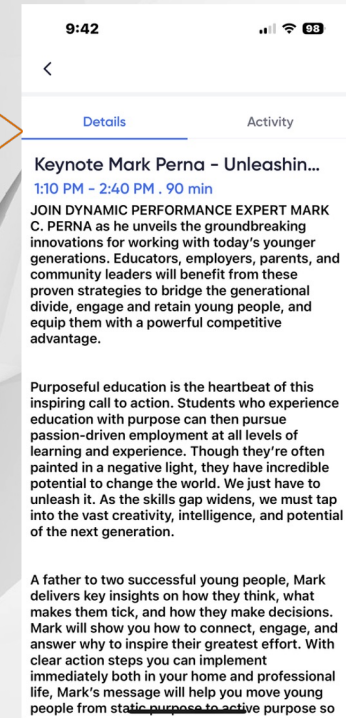 9:42
98
Details
Activity
Keynote Mark Perna - Unleashin...
1:10 PM - 2:40 PM . 90 min
JOIN DYNAMIC PERFORMANCE EXPERT MARK
C. PERNA as he unveils the groundbreaking
innovations for working with today's younger
generations. Educators, employers, parents, and
community leaders will benefit from these
proven strategies to bridge the generational
divide, engage and retain young people, and
equip them with a powerful competitive
advantage.
Purposeful education is the heartbeat of this
inspiring call to action. Students who experience
education with purpose can then pursue
passion-driven employment at all levels of
learning and experience. Though they're often
painted in a negative light, they have incredible
potential to change the world. We just have to
unleash it. As the skills gap widens, we must tap
into the vast creativity, intelligence, and potential
of the next generation.
A father to two successful young people, Mark
delivers key insights on how they think, what
makes them tick, and how they make decisions.
Mark will show you how to connect, engage, and
answer why to inspire their greatest effort. With
clear action steps you can implement
immediately both in your home and professional
life, Mark's message will help you move young
people from static purpose to active purpose so